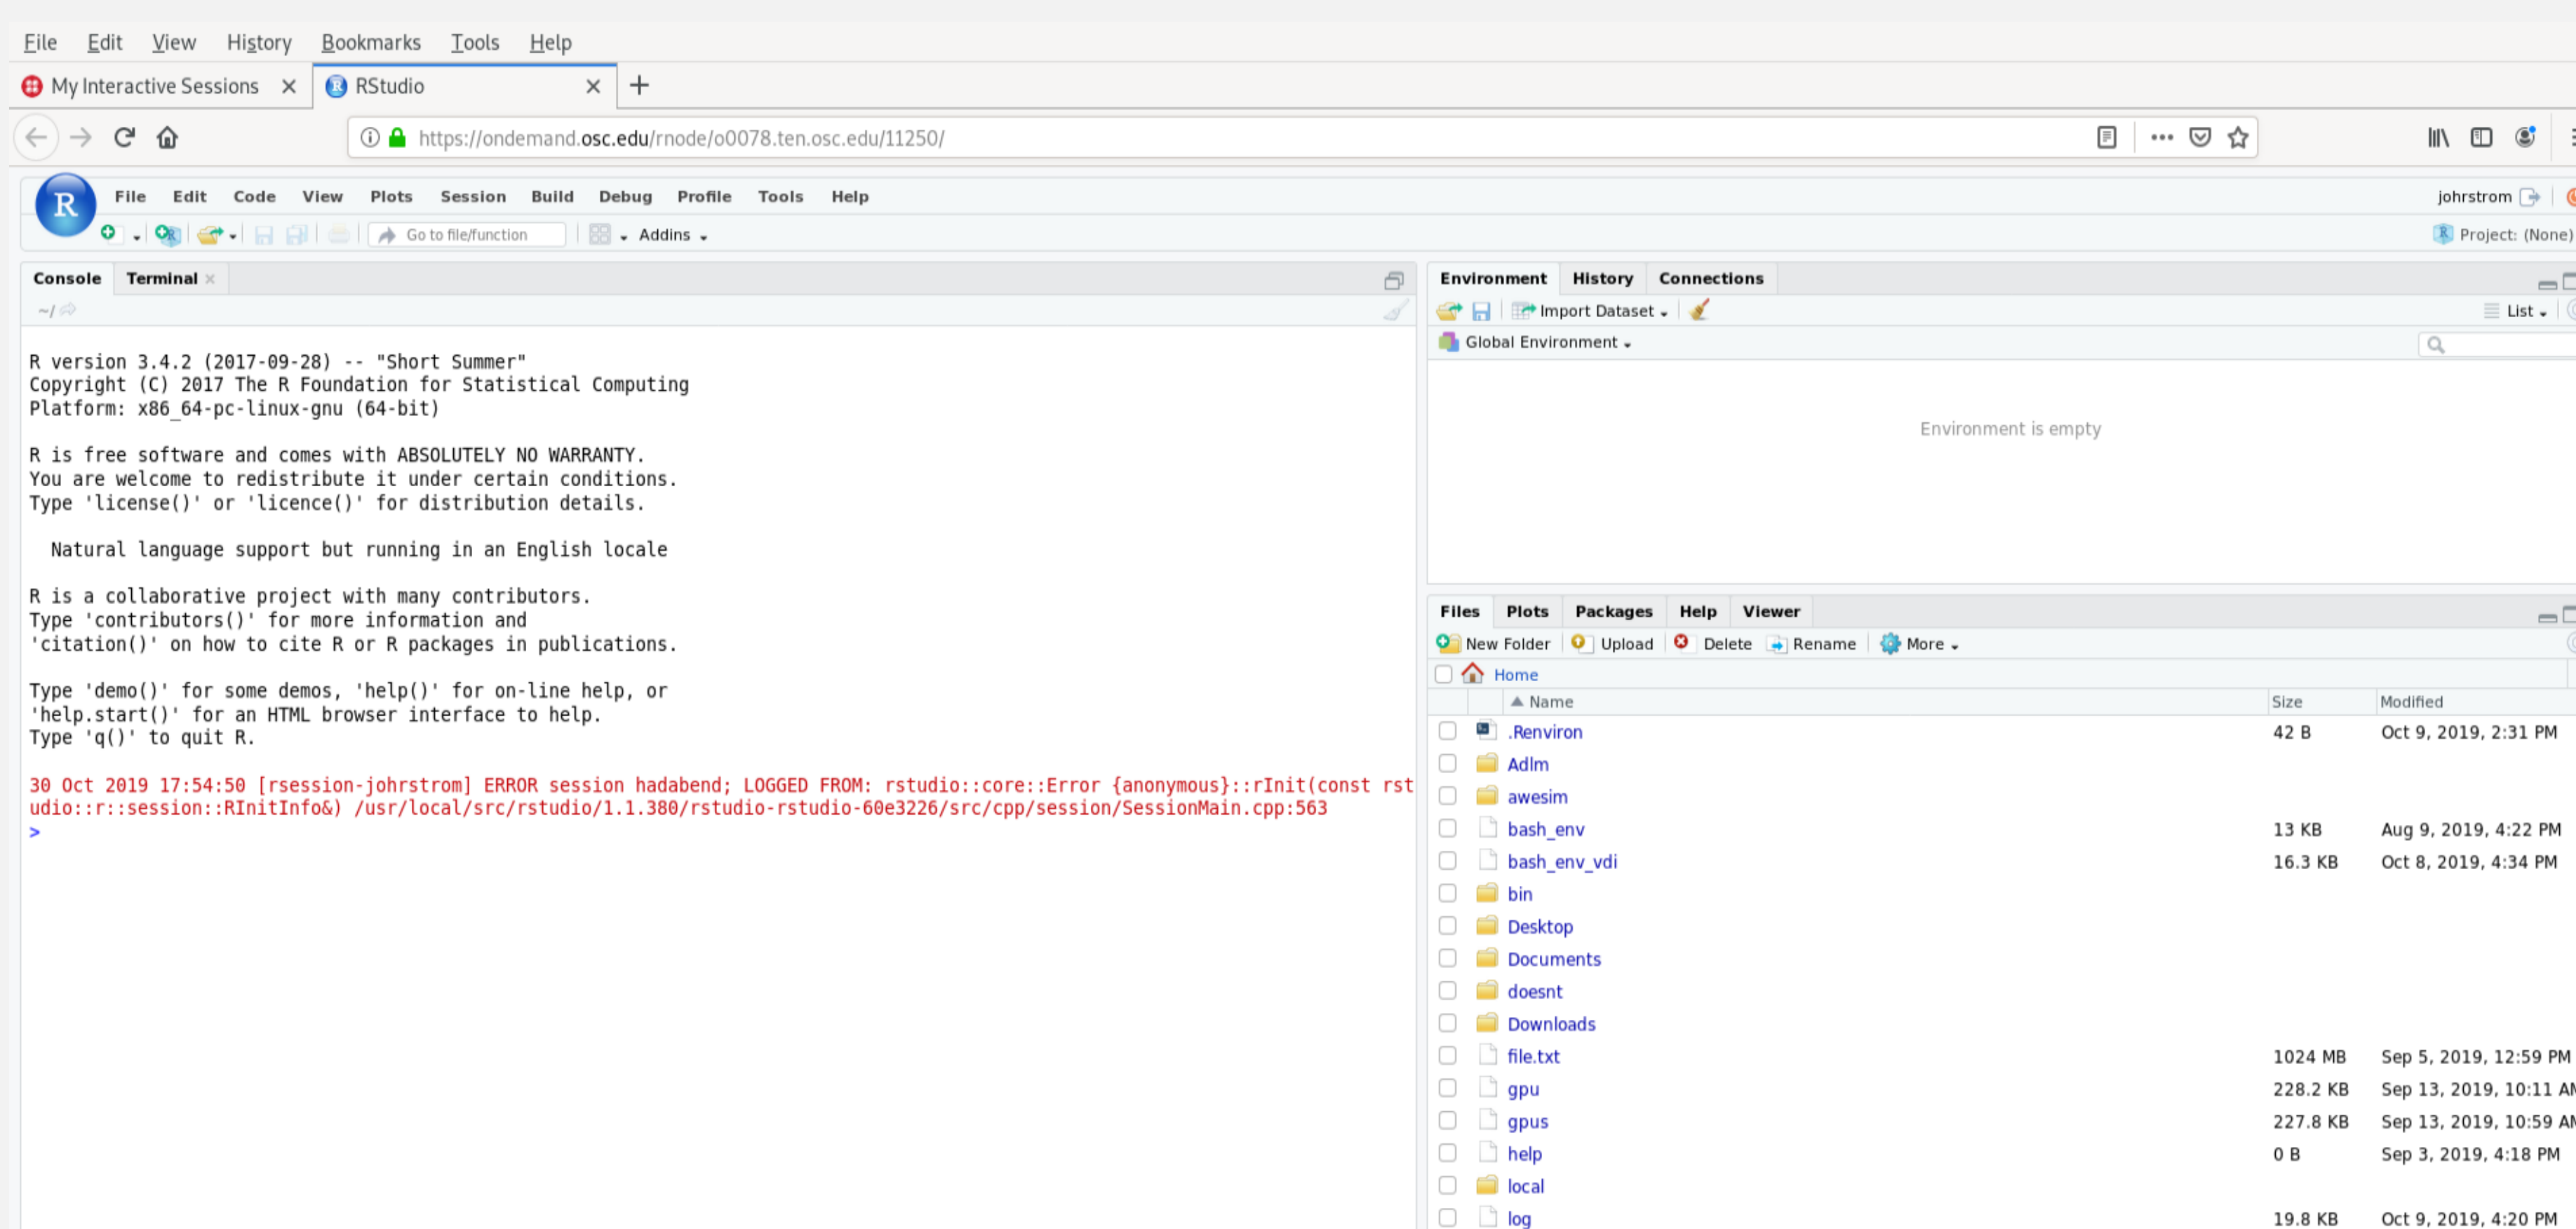 File Edit View History Bookmarks Tools Help
My Interactive Sessions RStudio
https://ondemand.osc.edu/rnode/o0078.ten.osc.edu/11250/
R File Edit Code View Plots Session Build Debug Profile Tools Help johrstrom
Go to file/function Addins Project: (None)
Console Terminal
~/
R version 3.4.2 (2017-09-28) -- "Short Summer"
Copyright (C) 2017 The R Foundation for Statistical Computing
Platform: x86_64-pc-linux-gnu (64-bit)
R is free software and comes with ABSOLUTELY NO WARRANTY.
You are welcome to redistribute it under certain conditions.
Type 'license()' or 'licence()' for distribution details.
Natural language support but running in an English locale
R is a collaborative project with many contributors.
Type 'contributors()' for more information and
'citation()' on how to cite R or R packages in publications.
Type 'demo()' for some demos, 'help()' for on-line help, or
'help.start()' for an HTML browser interface to help.
Type 'q()' to quit R.
30 Oct 2019 17:54:50 [rsession-johrstrom] ERROR session hadabend; LOGGED FROM: rstudio::core::Error {anonymous}::rInit(const rst
udio::r::session::RInitInfo&) /usr/local/src/rstudio/1.1.380/rstudio-rstudio-60e3226/src/cpp/session/SessionMain.cpp:563
>
Environment History Connections
Import Dataset List
Global Environment
Environment is empty
Files Plots Packages Help Viewer
New Folder Upload Delete Rename More
Home
Name Size Modified
.Renviron 42 B Oct 9, 2019, 2:31 PM
Adlm
awesim
bash_env 13 KB Aug 9, 2019, 4:22 PM
bash_env_vdi 16.3 KB Oct 8, 2019, 4:34 PM
bin
Desktop
Documents
doesnt
Downloads
file.txt 1024 MB Sep 5, 2019, 12:59 PM
gpu 228.2 KB Sep 13, 2019, 10:11 AM
gpus 227.8 KB Sep 13, 2019, 10:59 AM
help 0 B Sep 3, 2019, 4:18 PM
local
log 19.8 KB Oct 9, 2019, 4:20 PM